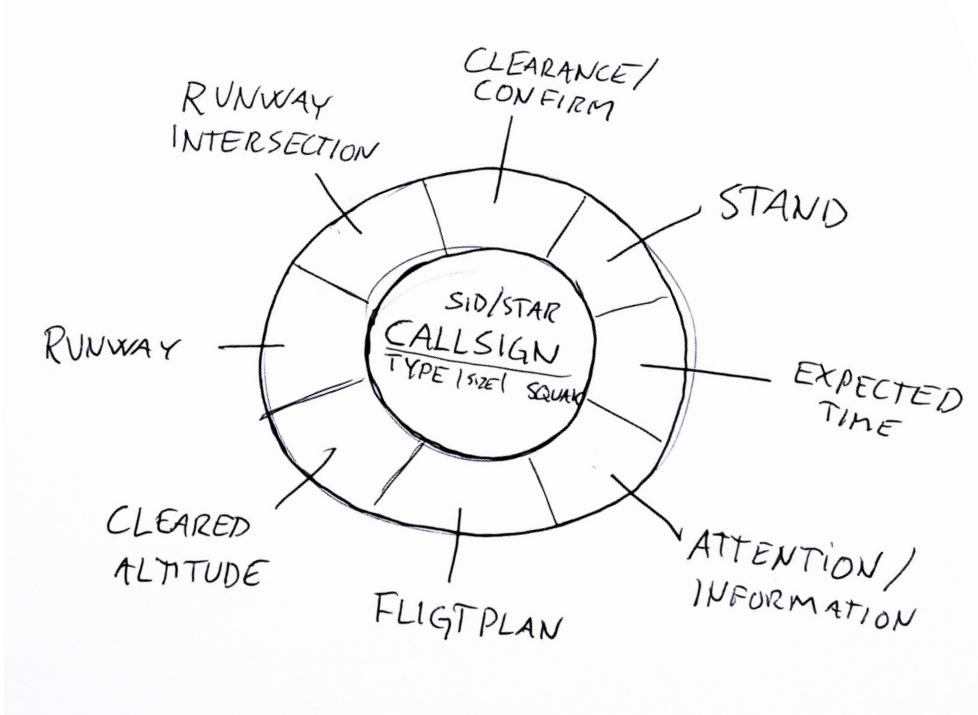 CLEARANCE/
CONFIRM
RUNWAY
INTERSECTION
STAND
SID/STAR
CALLSIGN
TYPE |SIZE| SQUAK
RUNWAY
EXPECTED
TIME
CLEARED
ALTITUDE
ATTENTION/
INFORMATION
FLIGTPLAN